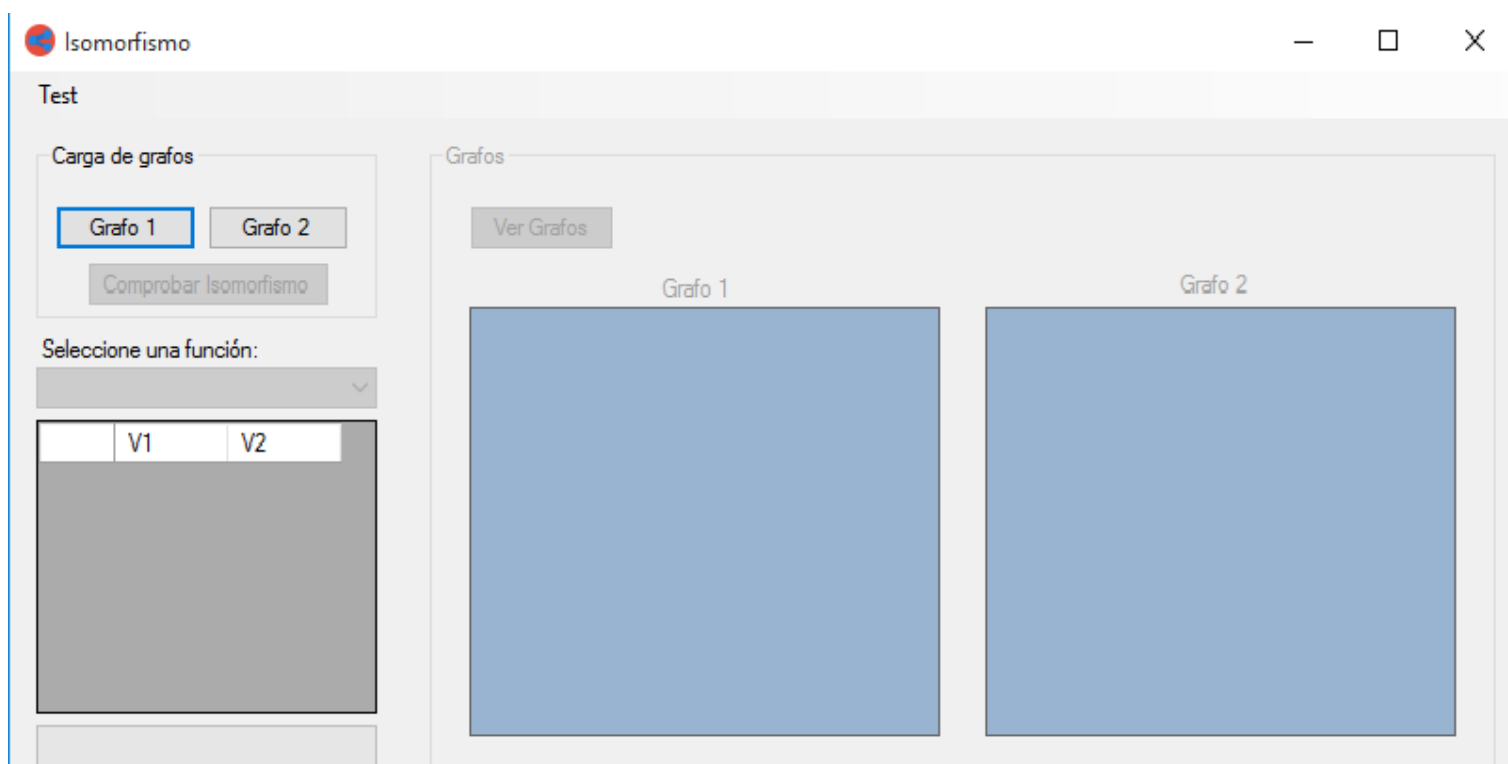 Isomorfismo
Test
Carga de grafos
Grafo 1
Grafo 2
Comprobar Isomorfismo
Seleccione una función:
V1
V2
Grafos
Ver Grafos
Grafo 1
Grafo 2